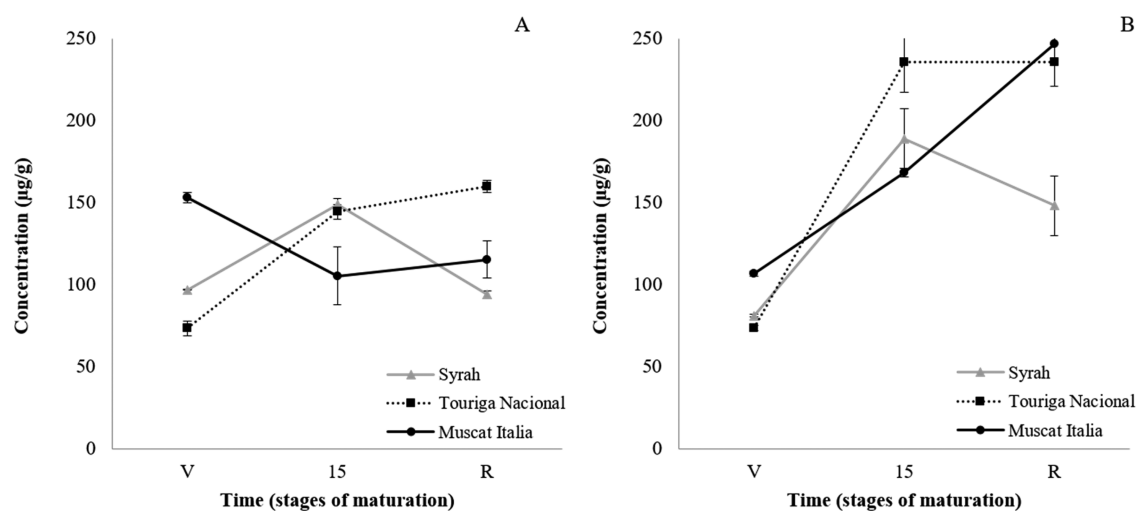 A
250
200
150
100
50
0
Concentration (µg/g)
Syrah
Touriga Nacional
Muscat Italia
V 15 R
Time (stages of maturation)
B
250
200
150
100
50
0
Concentration (µg/g)
Syrah
Touriga Nacional
Muscat Italia
V 15 R
Time (stages of maturation)